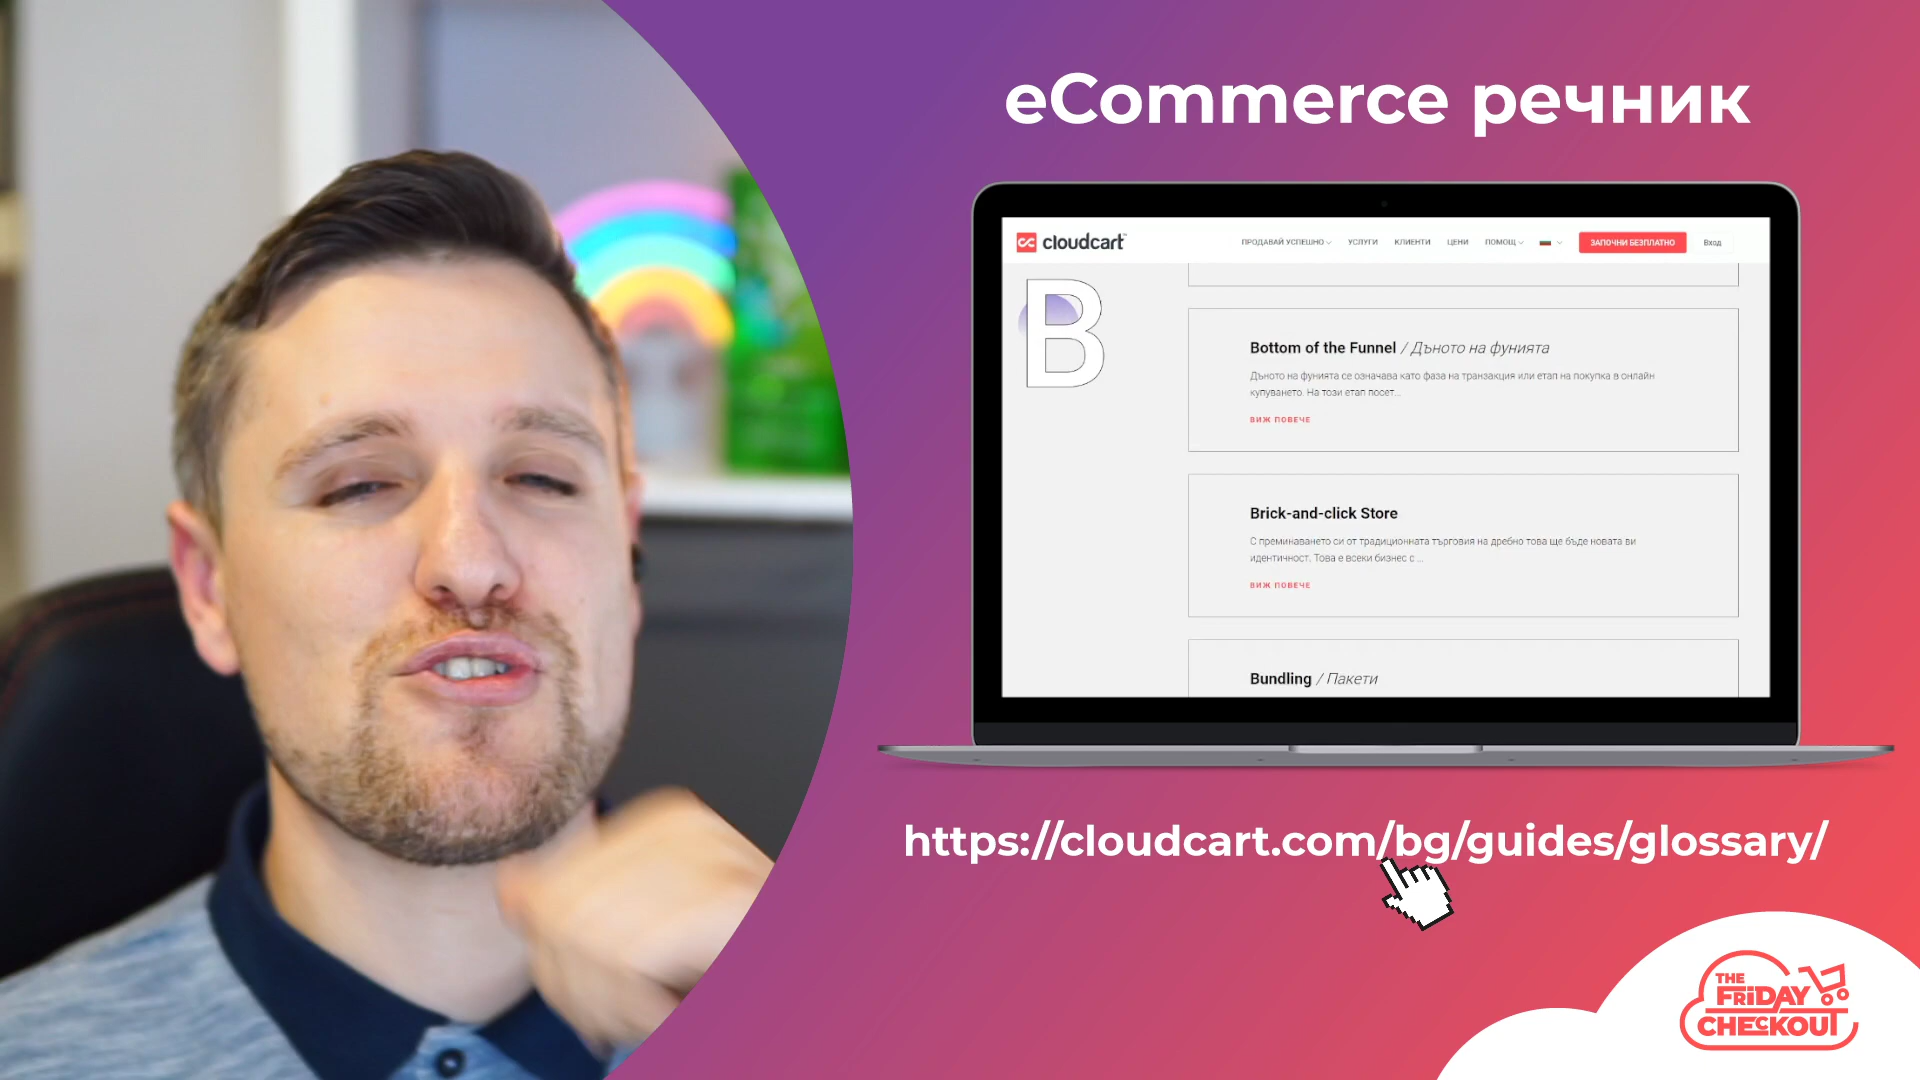 eCommerce речник
cloudcart™
ПРОДАВАЙ УСПЕШНО
УСЛУГИ
КЛИЕНТИ
ЦЕНИ
ПОМОЩ
ЗАПОЧНИ БЕЗПЛАТНО
Вход
B
Bottom of the Funnel / Дъното на фунията
Дъното на фунията се означава като фаза на транзакция или етап на покупка в онлайн
купуването. На този етап посет...
ВИЖ ПОВЕЧЕ
Brick-and-click Store
С преминаването си от традиционната търговия на дребно това ще бъде новата ви
идентичност. Това е всеки бизнес с ...
ВИЖ ПОВЕЧЕ
Bundling / Пакети
https://cloudcart.com/bg/guides/glossary/
THE
FRIDAY
CHECKOUT